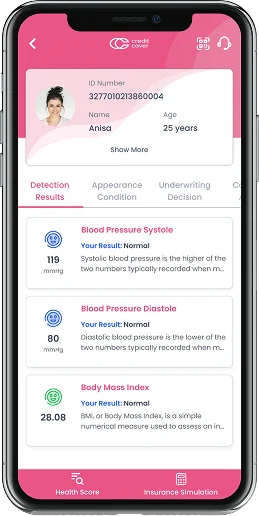 credit
cover
ID Number
3277010213860004
Name
Age
Anisa
25 years
Show More
Detection
Results
Appearance
Condition
Underwriting
Decision
Co
A
Blood Pressure Systole
Your Result: Normal
119
mmHg
Systolic blood pressure is the higher of the
two numbers typically recorded when m...
Blood Pressure Diastole
Your Result: Normal
80
mmHg
Diastolic blood pressure is the lower of the
two numbers typically recorded when m...
Body Mass Index
Your Result: Normal
28.08
BMI, or Body Mass Index, is a simple
numerical measure used to assess an in...
Health Score
Insurance Simulation